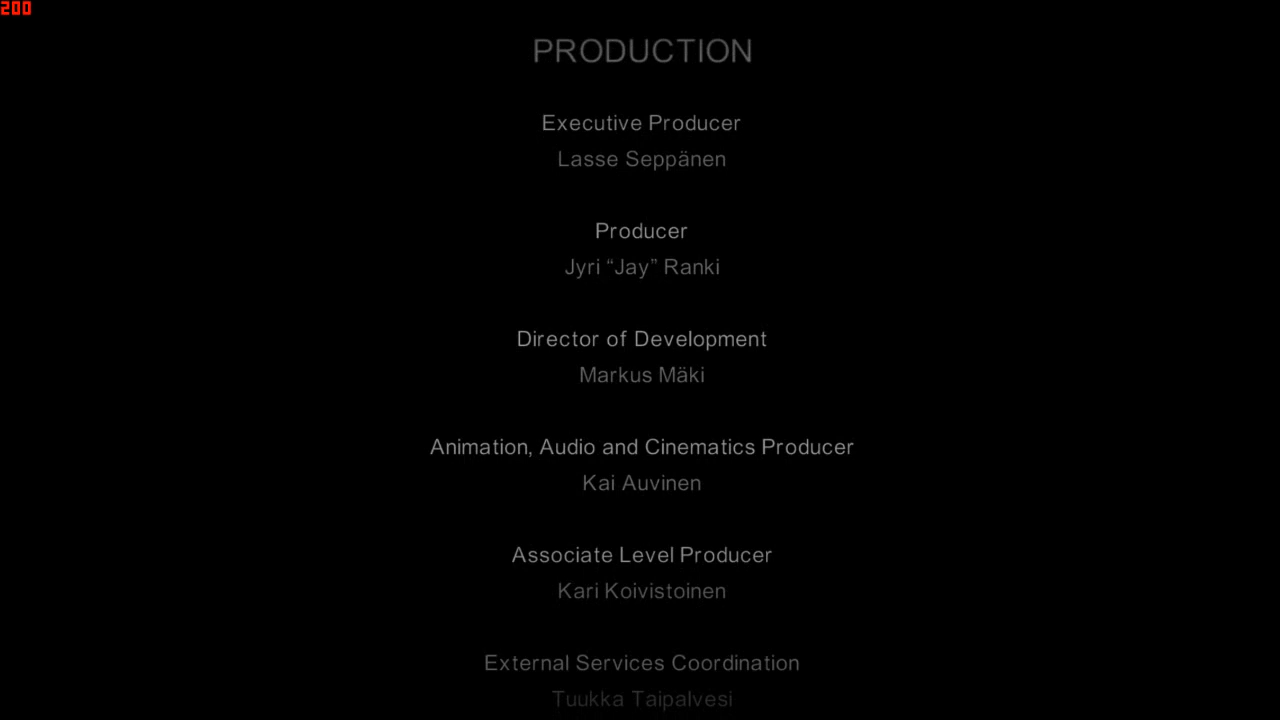 200
PRODUCTION
Executive Producer
Lasse Seppänen
Producer
Jyri “Jay” Ranki
Director of Development
Markus Mäki
Animation, Audio and Cinematics Producer
Kai Auvinen
Associate Level Producer
Kari Koivistoinen
External Services Coordination
Tuukka Taipalvesi